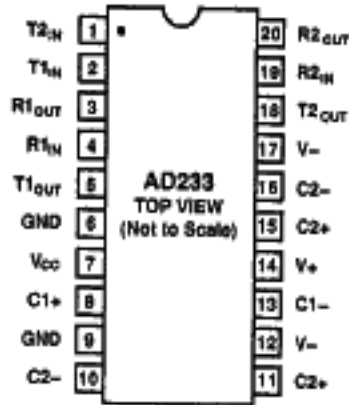 T2IN 1
T1IN 2
R1OUT 3
R1IN 4
T1OUT 5
GND 6
VCC 7
C1+ 8
GND 9
C2– 10
AD233
TOP VIEW
(Not to Scale)
20 R2OUT
19 R2IN
18 T2OUT
17 V–
16 C2–
15 C2+
14 V+
13 C1–
12 V–
11 C2+